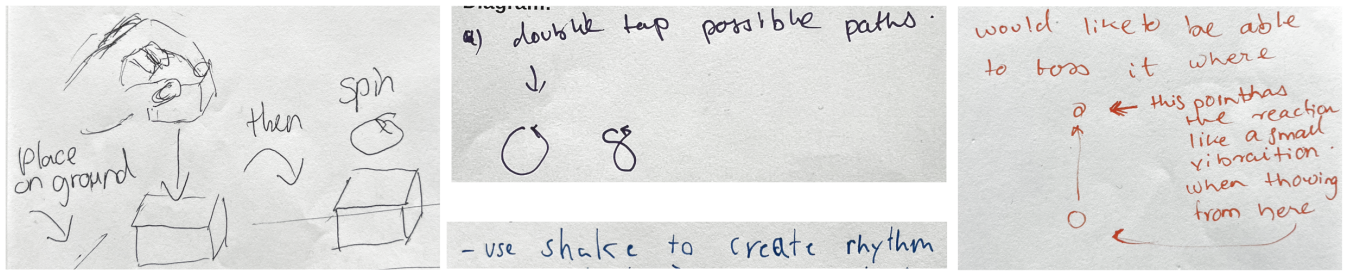 place
on ground
then
spin
Diagram:
a) double tap possible paths.
- use shake to create rhythm
would like to be able
to toss it where
this point has
the reaction
like a small
vibraition
when thowing
from here